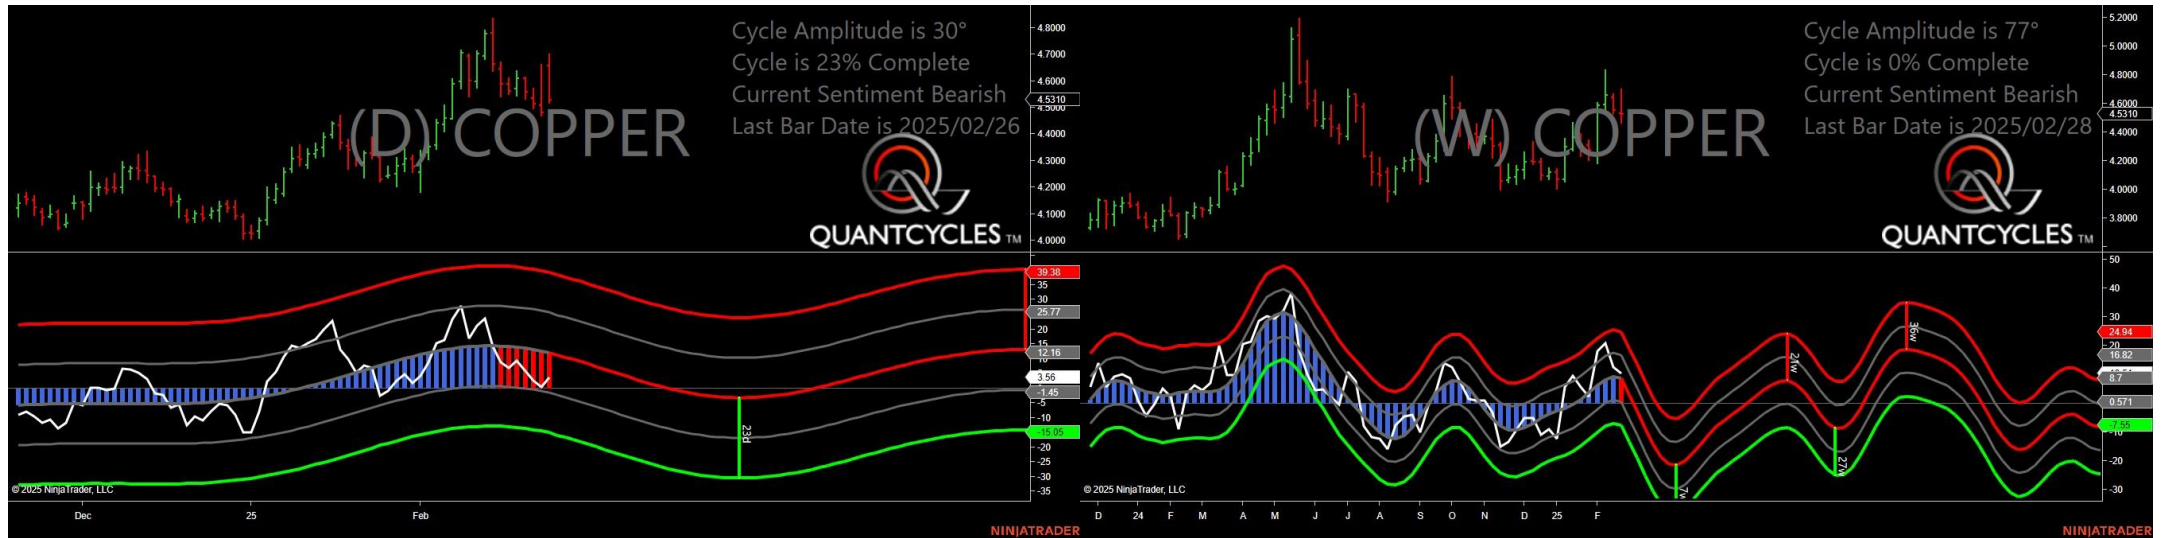 Cycle Amplitude is 30°
Cycle is 23% Complete
Current Sentiment Bearish
Last Bar Date is 2025/02/26
(D) COPPER
QUANTCYCLES TM
4.8000
4.7000
4.6000
4.5310
4.5000
4.4000
4.3000
4.2000
4.1000
4.0000
39.38
35
30
25.77
20
15
12.16
3.56
-1.45
-5
-10
-15.05
-20
-25
-30
-35
23d
© 2025 NinjaTrader, LLC
Dec
25
Feb
NINJATRADER
Cycle Amplitude is 77°
Cycle is 0% Complete
Current Sentiment Bearish
Last Bar Date is 2025/02/28
(W) COPPER
QUANTCYCLES TM
5.2000
5.0000
4.8000
4.6000
4.5310
4.4000
4.2000
4.0000
3.8000
50
40
30
24.94
20
16.82
8.7
0.571
-7.55
-10
-20
-30
7w
21w
27w
36w
© 2025 NinjaTrader, LLC
D 24 F M A M J J A S O N D 25 F
NINJATRADER